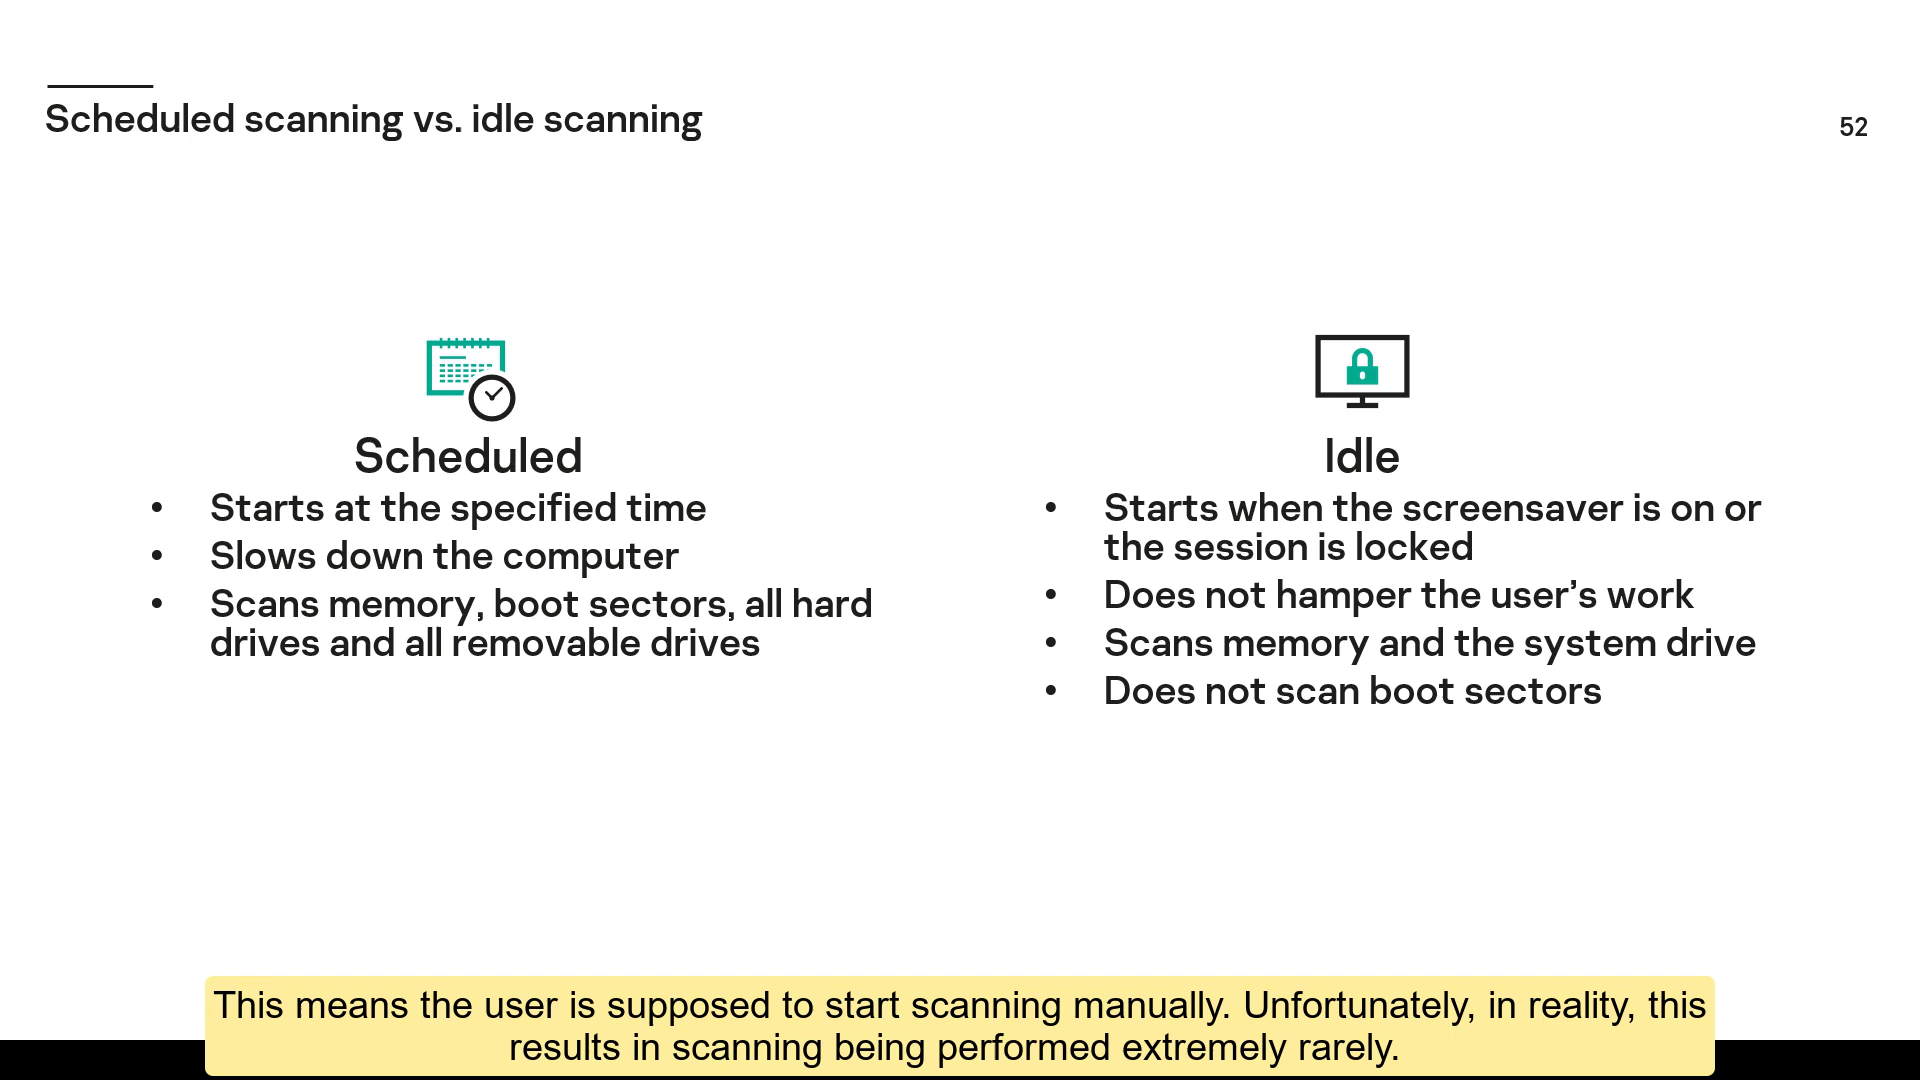 Scheduled scanning vs. idle scanning
52
Scheduled
• Starts at the specified time
• Slows down the computer
• Scans memory, boot sectors, all hard
drives and all removable drives
Idle
• Starts when the screensaver is on or
the session is locked
• Does not hamper the user’s work
• Scans memory and the system drive
• Does not scan boot sectors
This means the user is supposed to start scanning manually. Unfortunately, in reality, this
results in scanning being performed extremely rarely.